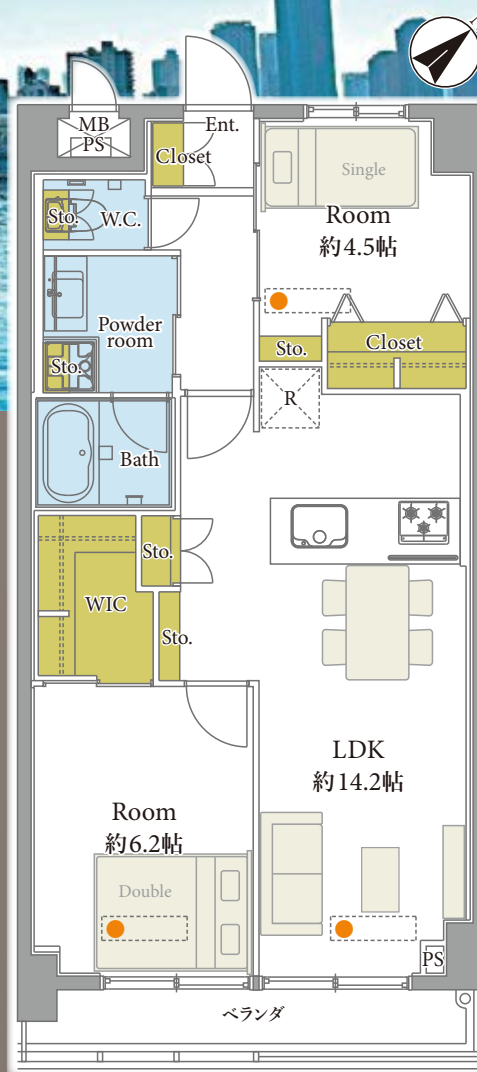 MB
PS
Ent.
Closet
Single
Room
約4.5帖
Sto.
W.C.
Powder
room
Sto.
Sto.
Closet
R
Bath
Sto.
WIC
Sto.
LDK
約14.2帖
Room
約6.2帖
Double
PS
ベランダ